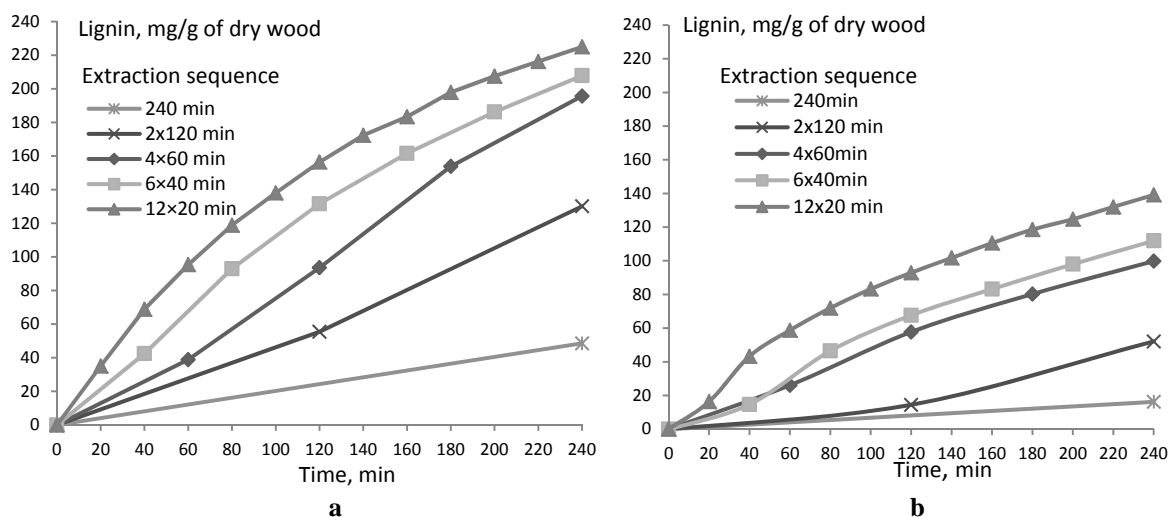 Lignin, mg/g of dry wood
240
220
200
180
160
140
120
100
80
60
40
20
0
Extraction sequence
240 min
2x120 min
4×60 min
6×40 min
12×20 min
0 20 40 60 80 100 120 140 160 180 200 220 240
Time, min
a
Lignin, mg/g of dry wood
240
220
200
180
160
140
120
100
80
60
40
20
0
Extraction sequence
240min
2x120 min
4x60min
6x40min
12x20 min
0 20 40 60 80 100 120 140 160 180 200 220 240
Time, min
b